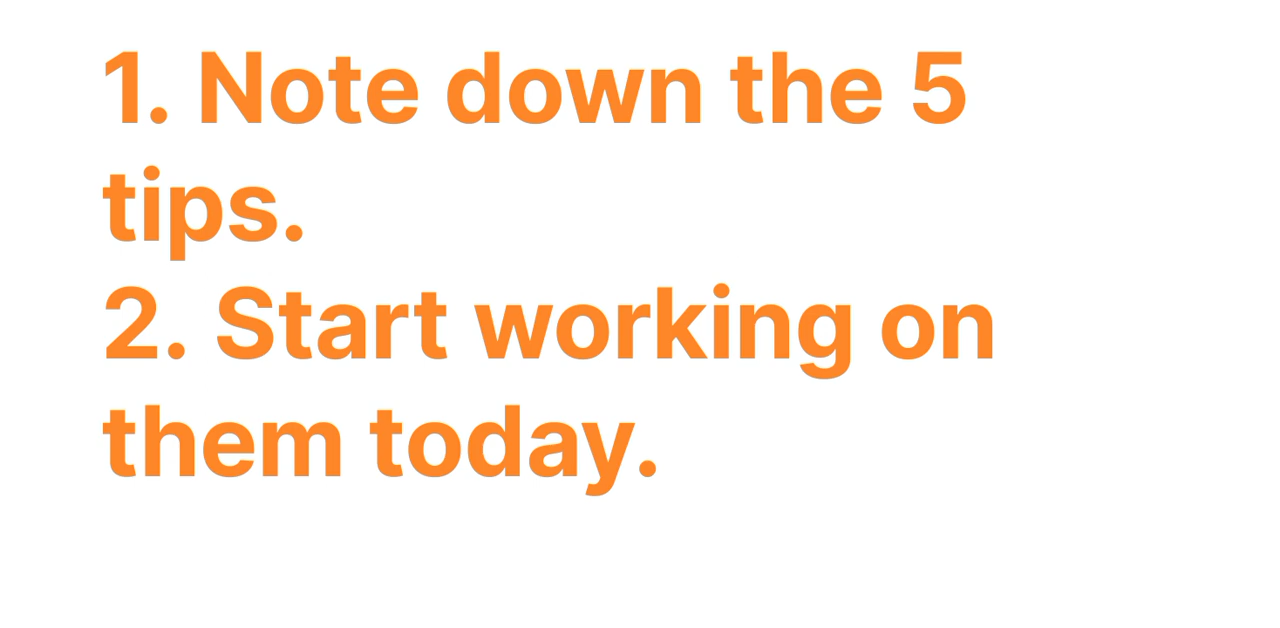 1. Note down the 5
tips.
2. Start working on
them today.